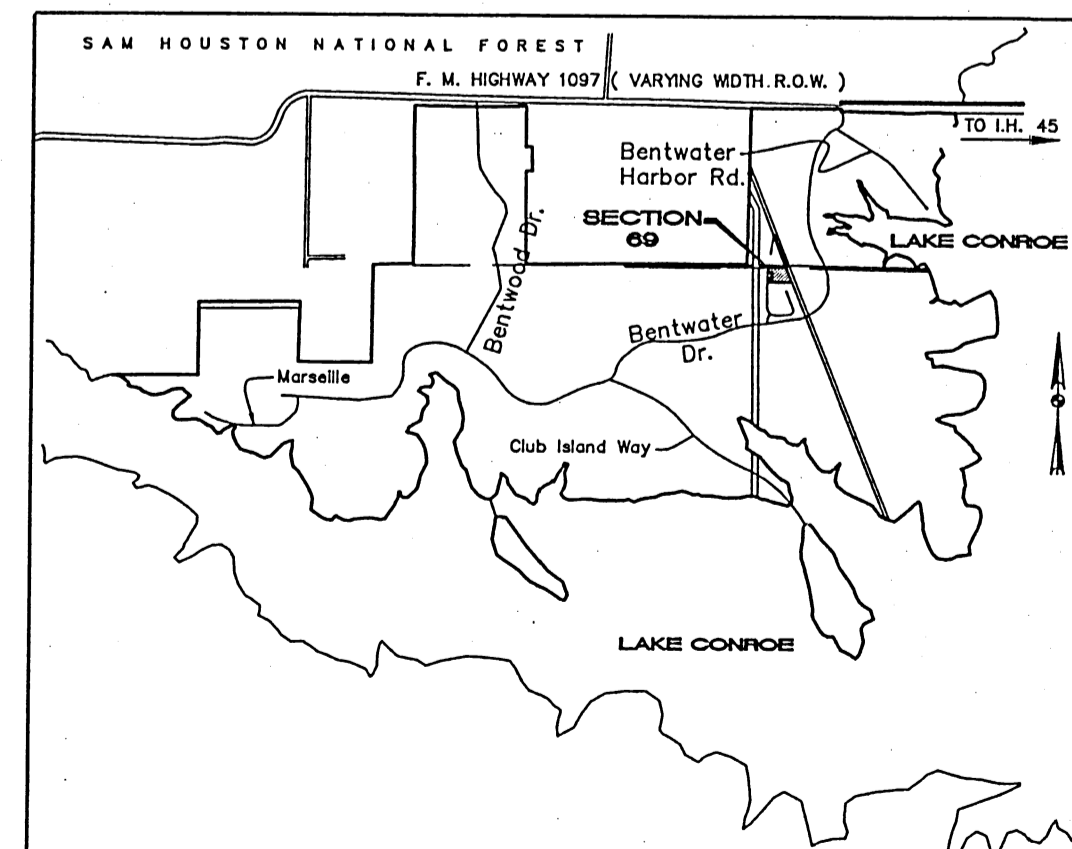 SAM HOUSTON NATIONAL FOREST
F. M. HIGHWAY 1097 ( VARYING WIDTH R.O.W. )
TO I.H. 45
Bentwater
Harbor Rd.
SECTION
69
LAKE CONROE
Bentwood Dr.
Bentwater
Dr.
Marseille
Club Island Way
LAKE CONROE